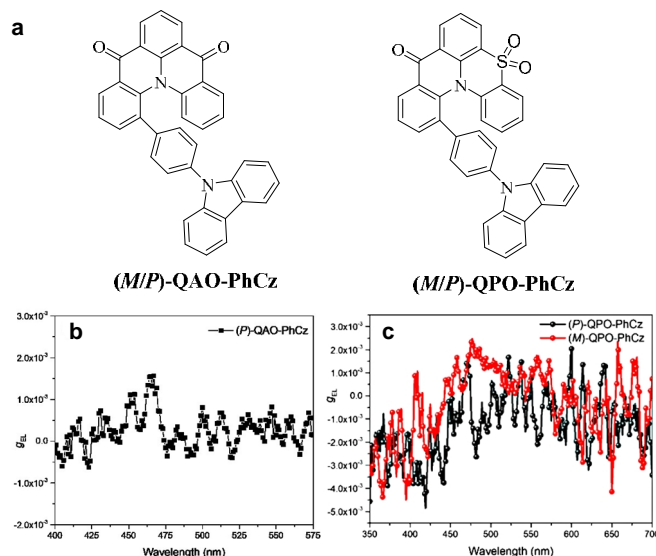 a
O
O
N
N
O
O
S
O
N
N
(M/P)-QAO-PhCz
(M/P)-QPO-PhCz
b
(P)-QAO-PhCz
3.0x10⁻³
2.0x10⁻³
1.0x10⁻³
0.0
-1.0x10⁻³
-2.0x10⁻³
gEL
400 425 450 475 500 525 550 575
Wavelength (nm)
c
(P)-QPO-PhCz
(M)-QPO-PhCz
3.0x10⁻³
2.0x10⁻³
1.0x10⁻³
0.0
-1.0x10⁻³
-2.0x10⁻³
-3.0x10⁻³
-4.0x10⁻³
-5.0x10⁻³
gEL
350 400 450 500 550 600 650 700
Wavelength (nm)